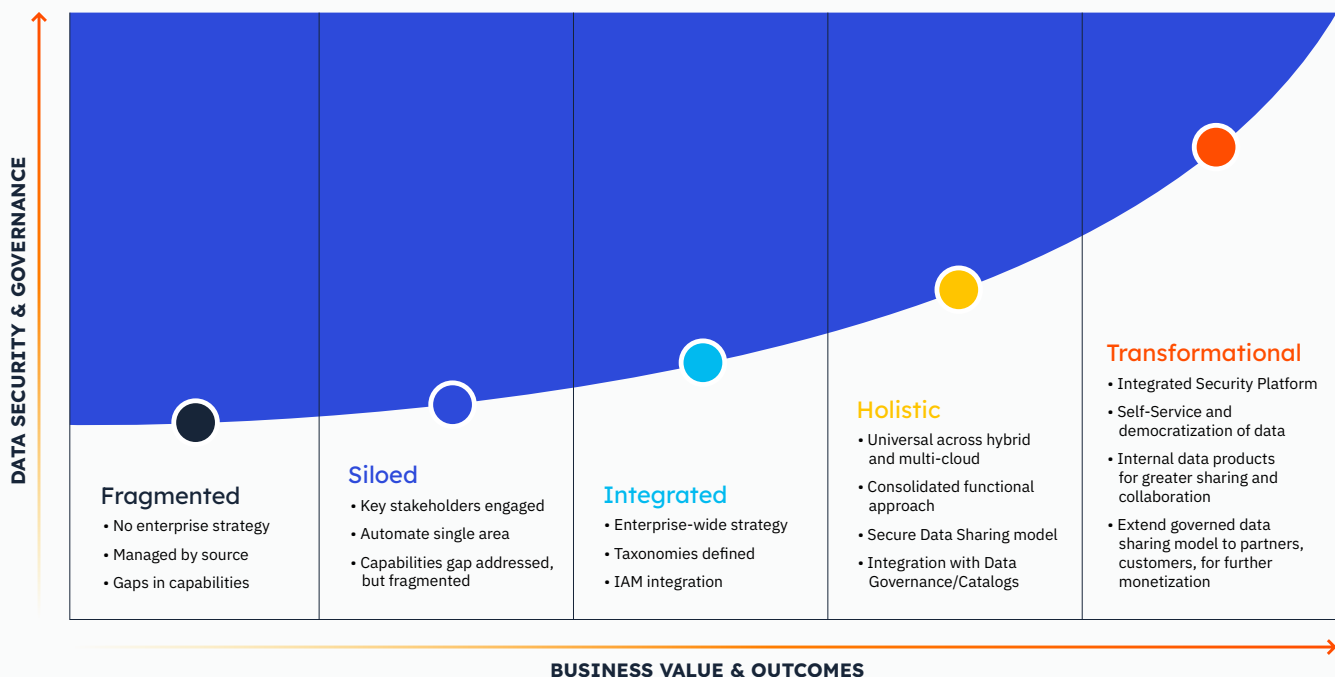 DATA SECURITY & GOVERNANCE
Fragmented
• No enterprise strategy
• Managed by source
• Gaps in capabilities
Siloed
• Key stakeholders engaged
• Automate single area
• Capabilities gap addressed,
but fragmented
Integrated
• Enterprise-wide strategy
• Taxonomies defined
• IAM integration
Holistic
• Universal across hybrid
and multi-cloud
• Consolidated functional
approach
• Secure Data Sharing model
• Integration with Data
Governance/Catalogs
Transformational
• Integrated Security Platform
• Self-Service and
democratization of data
• Internal data products
for greater sharing and
collaboration
• Extend governed data
sharing model to partners,
customers, for further
monetization
BUSINESS VALUE & OUTCOMES